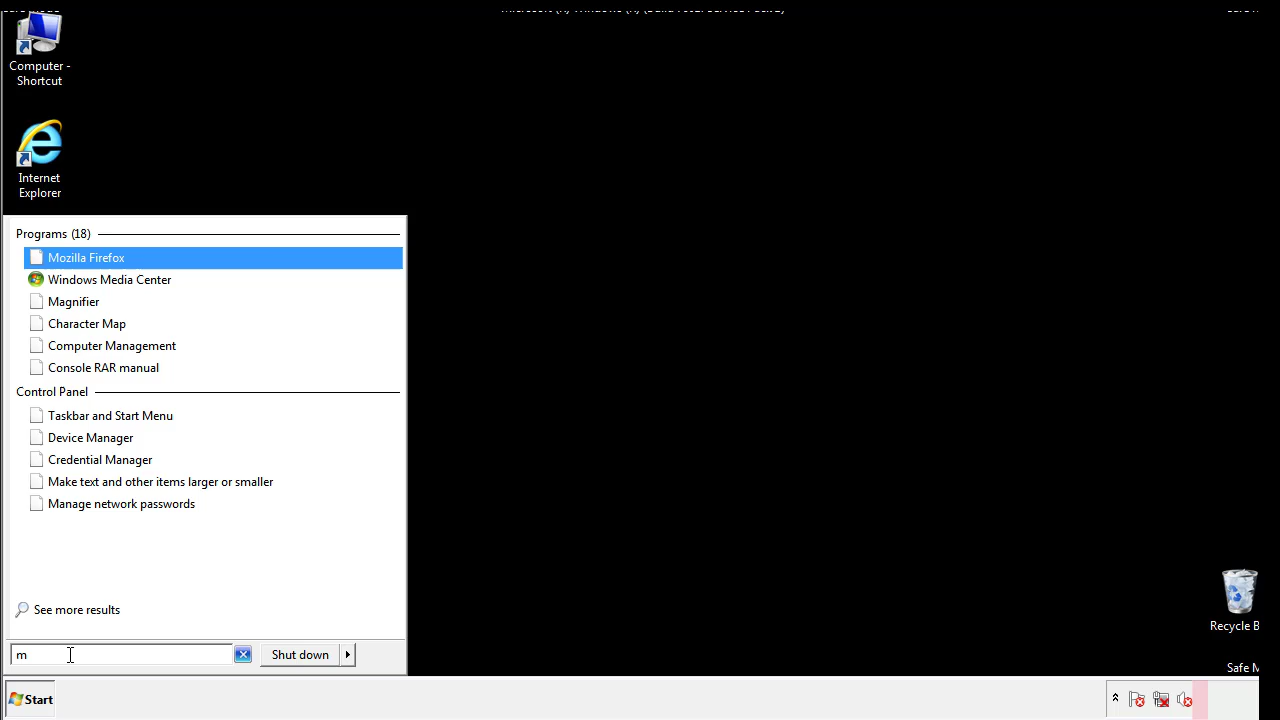 Computer -
Shortcut
Internet
Explorer
Programs (18)
Mozilla Firefox
Windows Media Center
Magnifier
Character Map
Computer Management
Console RAR manual
Control Panel
Taskbar and Start Menu
Device Manager
Credential Manager
Make text and other items larger or smaller
Manage network passwords
See more results
m
Shut down
Recycle B
Safe M
Start